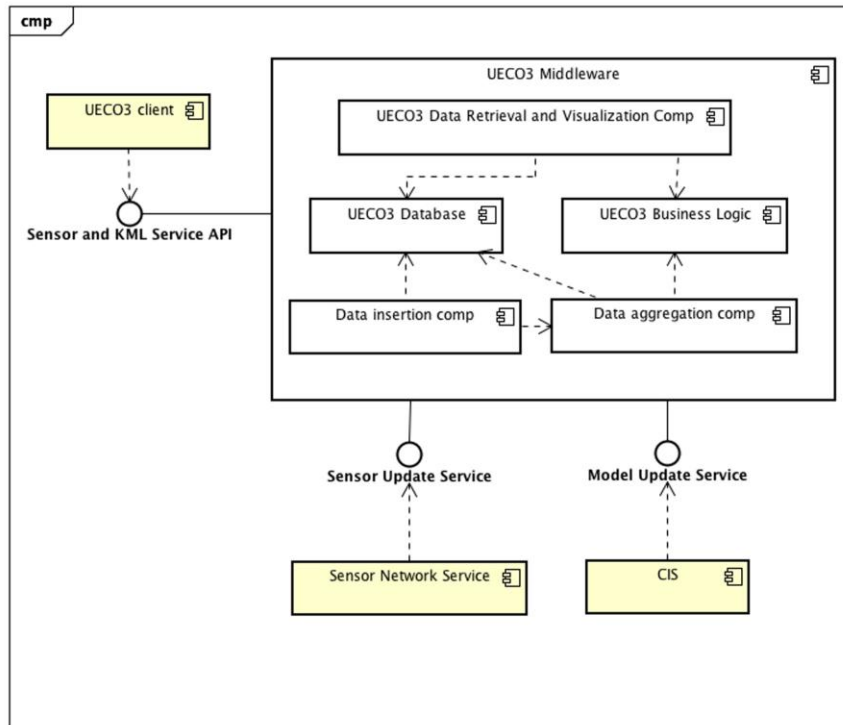 cmp
UECO3 Middleware
UECO3 client
UECO3 Data Retrieval and Visualization Comp
UECO3 Database
UECO3 Business Logic
Sensor and KML Service API
Data insertion comp
Data aggregation comp
Sensor Update Service
Model Update Service
Sensor Network Service
CIS